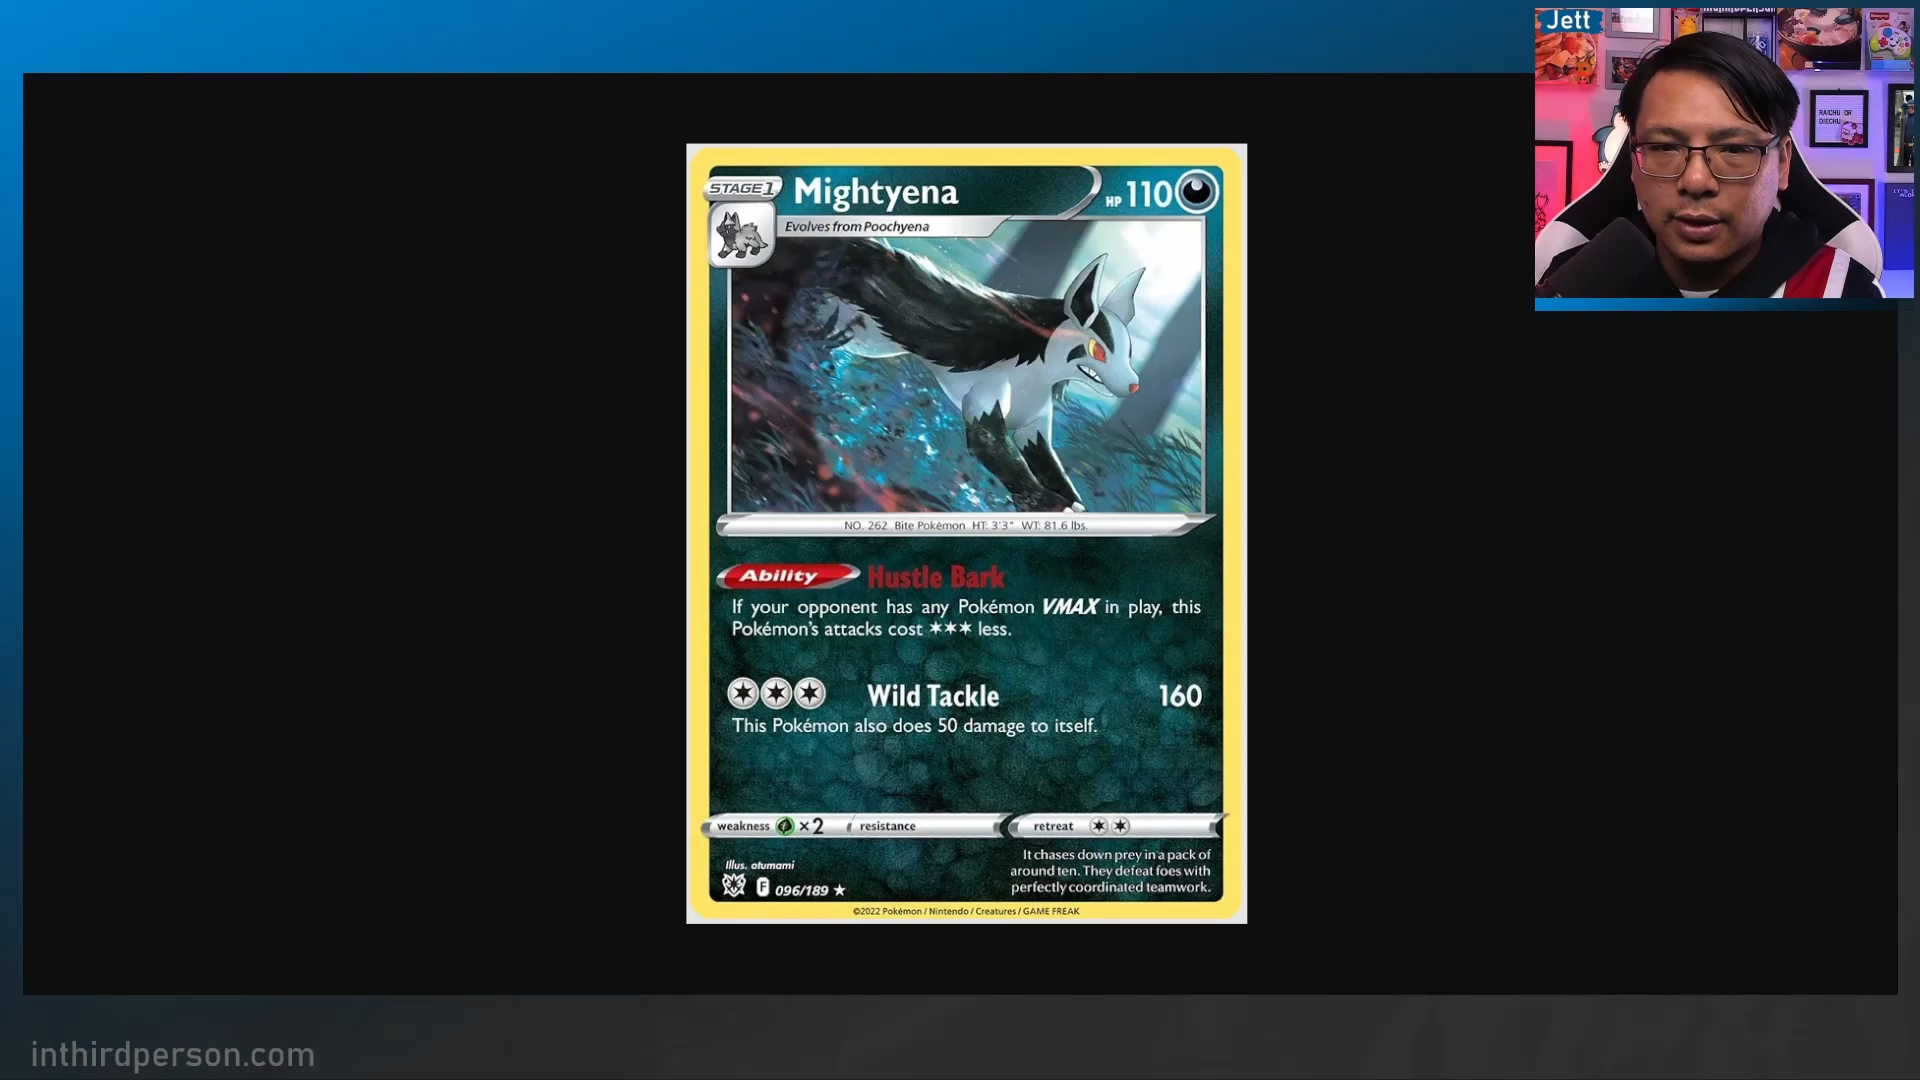 Jett
RAICHU OR
DIECHU
STAGE 1
Mightyena
HP 110
Evolves from Poochyena
NO. 262 Bite Pokémon HT: 3'3" WT: 81.6 lbs.
Ability Hustle Bark
If your opponent has any Pokémon VMAX in play, this
Pokémon's attacks cost ✶✶✶ less.
Wild Tackle 160
This Pokémon also does 50 damage to itself.
weakness ×2 resistance retreat
Illus. otumami
F 096/189 ★
It chases down prey in a pack of
around ten. They defeat foes with
perfectly coordinated teamwork.
©2022 Pokémon / Nintendo / Creatures / GAME FREAK
inthirdperson.com